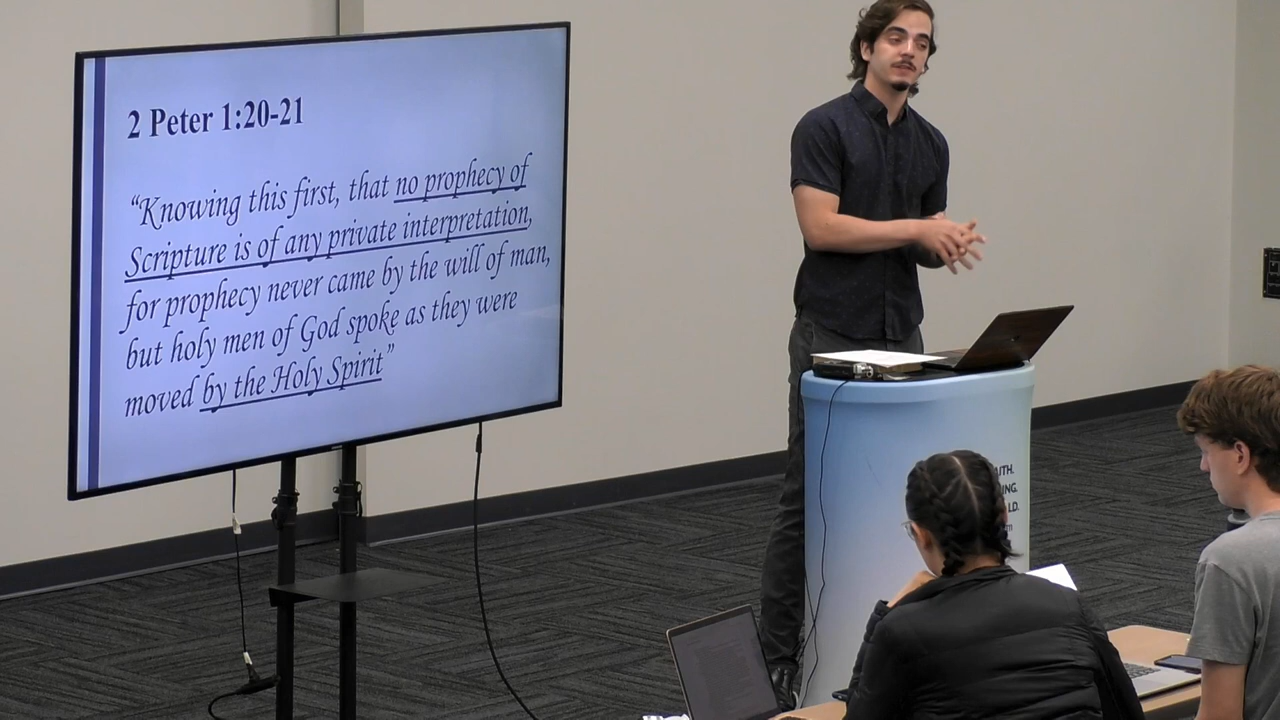 2 Peter 1:20-21
“Knowing this first, that no prophecy of
Scripture is of any private interpretation,
for prophecy never came by the will of man,
but holy men of God spoke as they were
moved by the Holy Spirit”